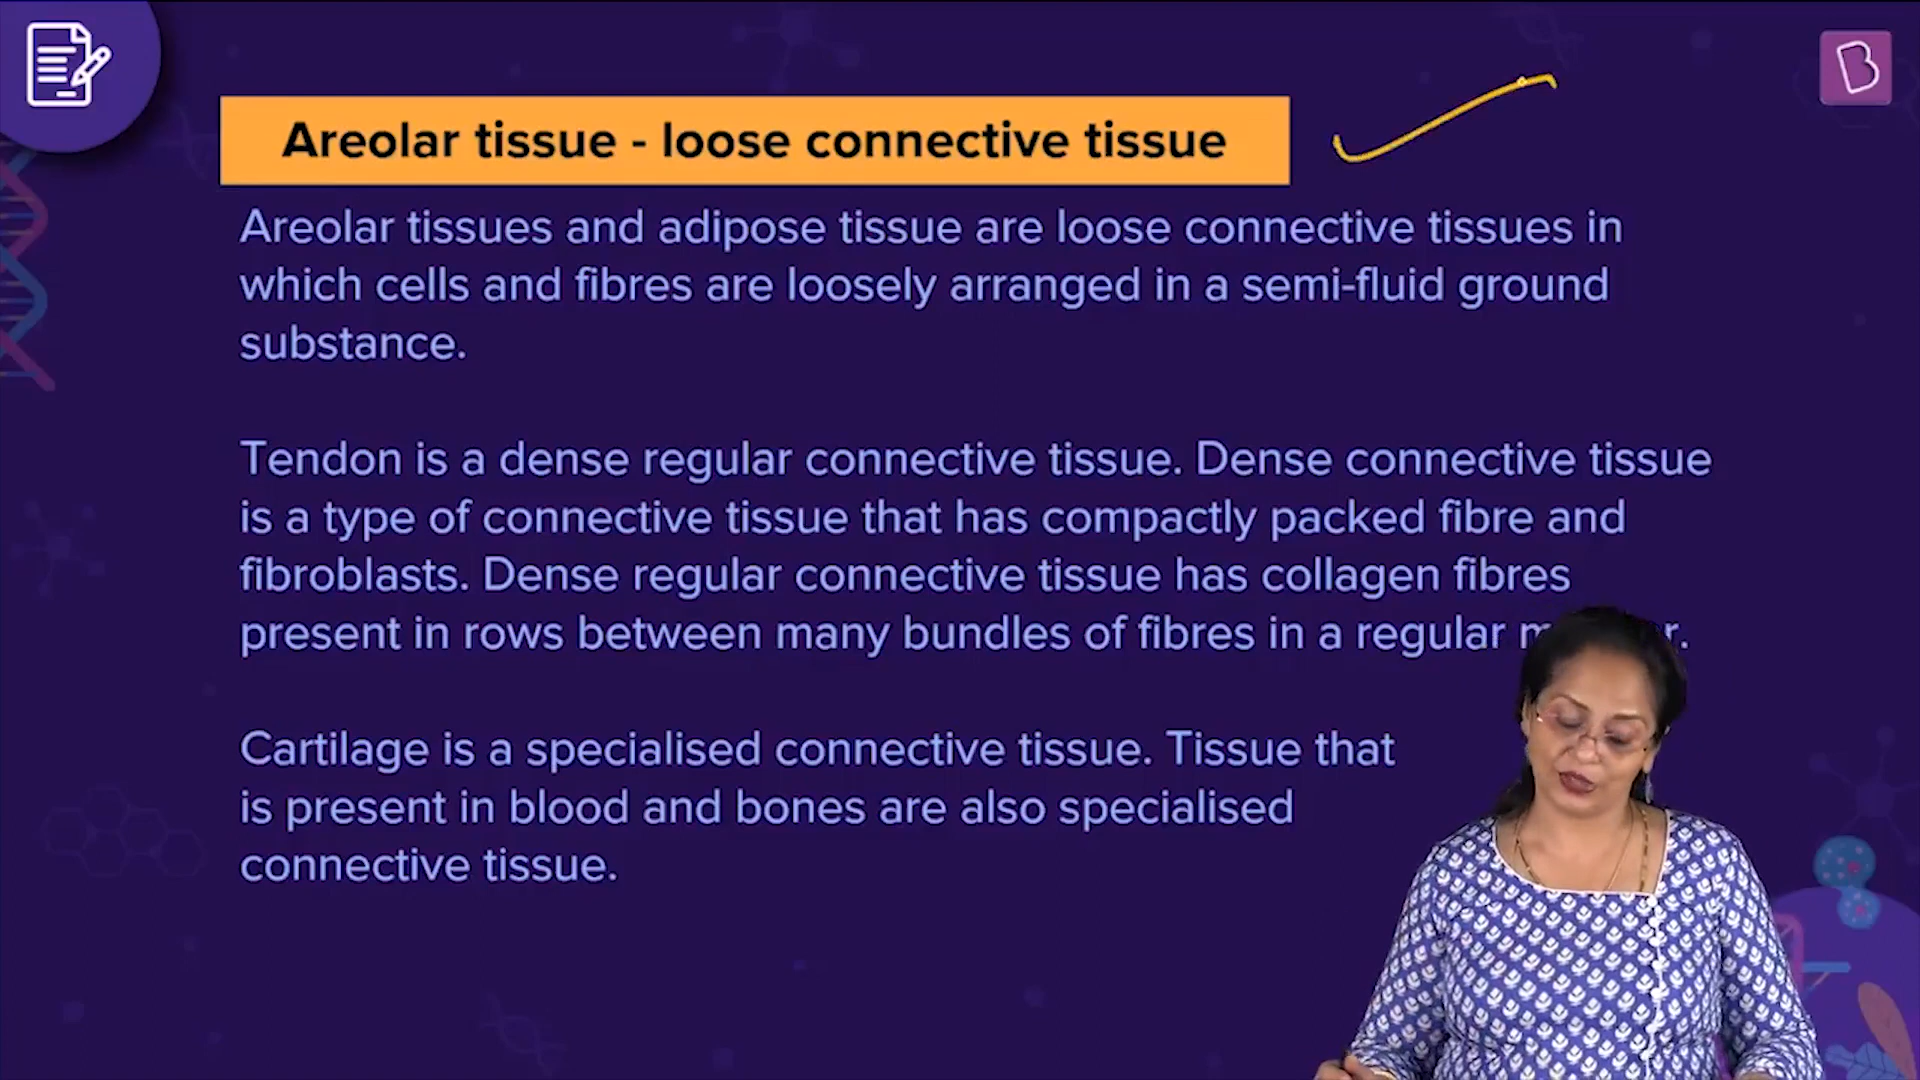 Areolar tissue - loose connective tissue
Areolar tissues and adipose tissue are loose connective tissues in
which cells and fibres are loosely arranged in a semi-fluid ground
substance.
Tendon is a dense regular connective tissue. Dense connective tissue
is a type of connective tissue that has compactly packed fibre and
fibroblasts. Dense regular connective tissue has collagen fibres
present in rows between many bundles of fibres in a regular
Cartilage is a specialised connective tissue. Tissue that
is present in blood and bones are also specialised
connective tissue.